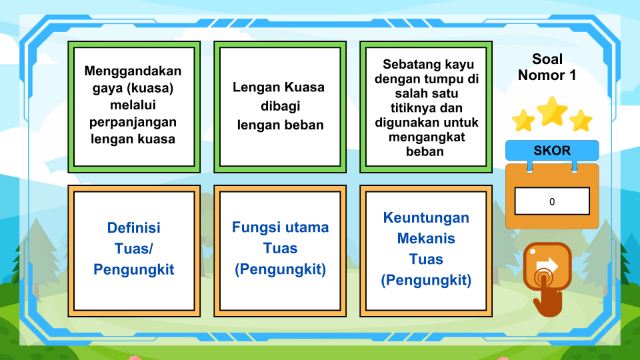 Menggandakan
gaya (kuasa)
melalui
perpanjangan
lengan kuasa
Lengan Kuasa
dibagi
lengan beban
Sebatang kayu
dengan tumpu di
salah satu
titiknya dan
digunakan untuk
mengangkat
beban
Soal
Nomor 1
SKOR
0
Definisi
Tuas/
Pengungkit
Fungsi utama
Tuas
(Pengungkit)
Keuntungan
Mekanis
Tuas
(Pengungkit)